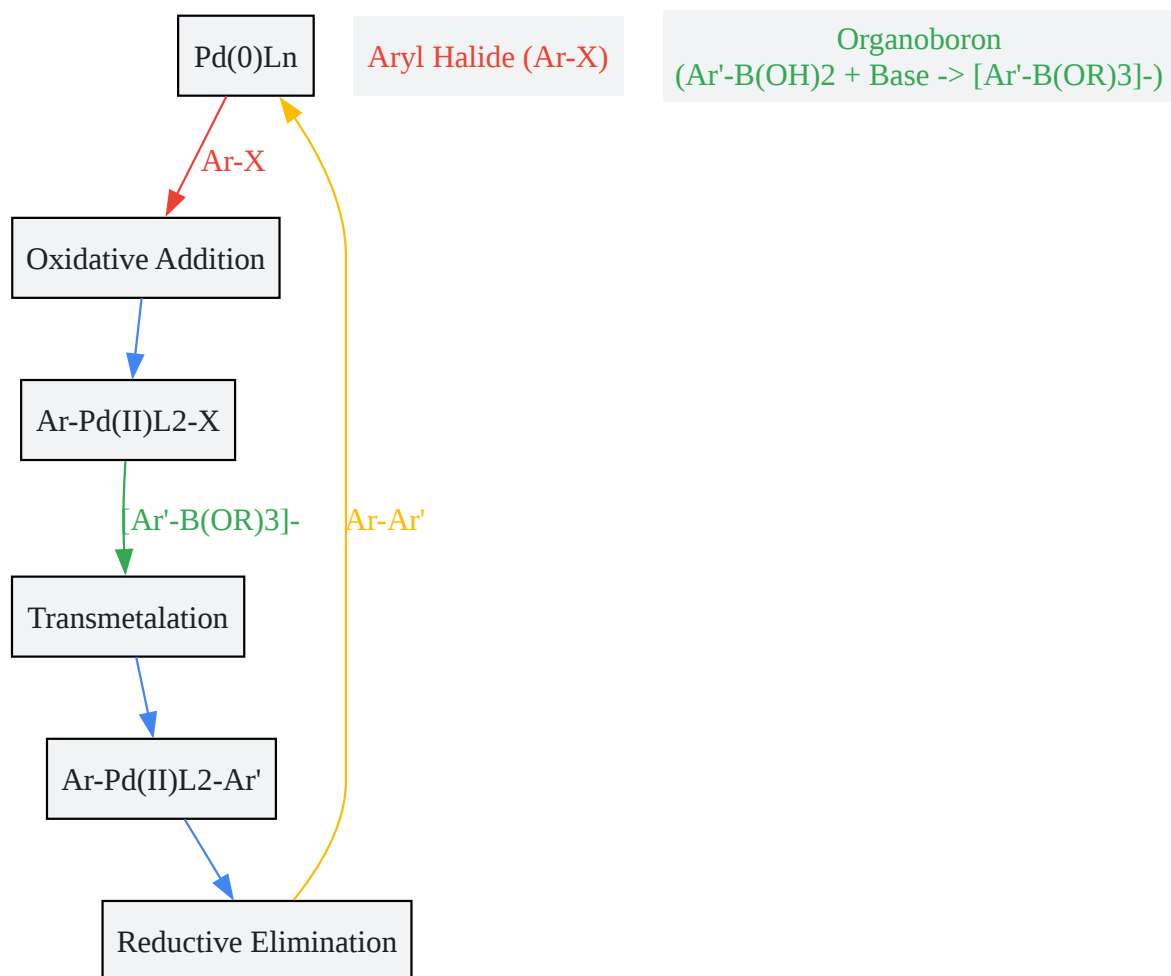 Pd(0)Ln
Aryl Halide (Ar-X)
Organoboron
(Ar'-B(OH)2 + Base -> [Ar'-B(OR)3]-)
Ar-X
Oxidative Addition
Ar-Pd(II)L2-X
[Ar'-B(OR)3]-
Ar-Ar'
Transmetalation
Ar-Pd(II)L2-Ar'
Reductive Elimination